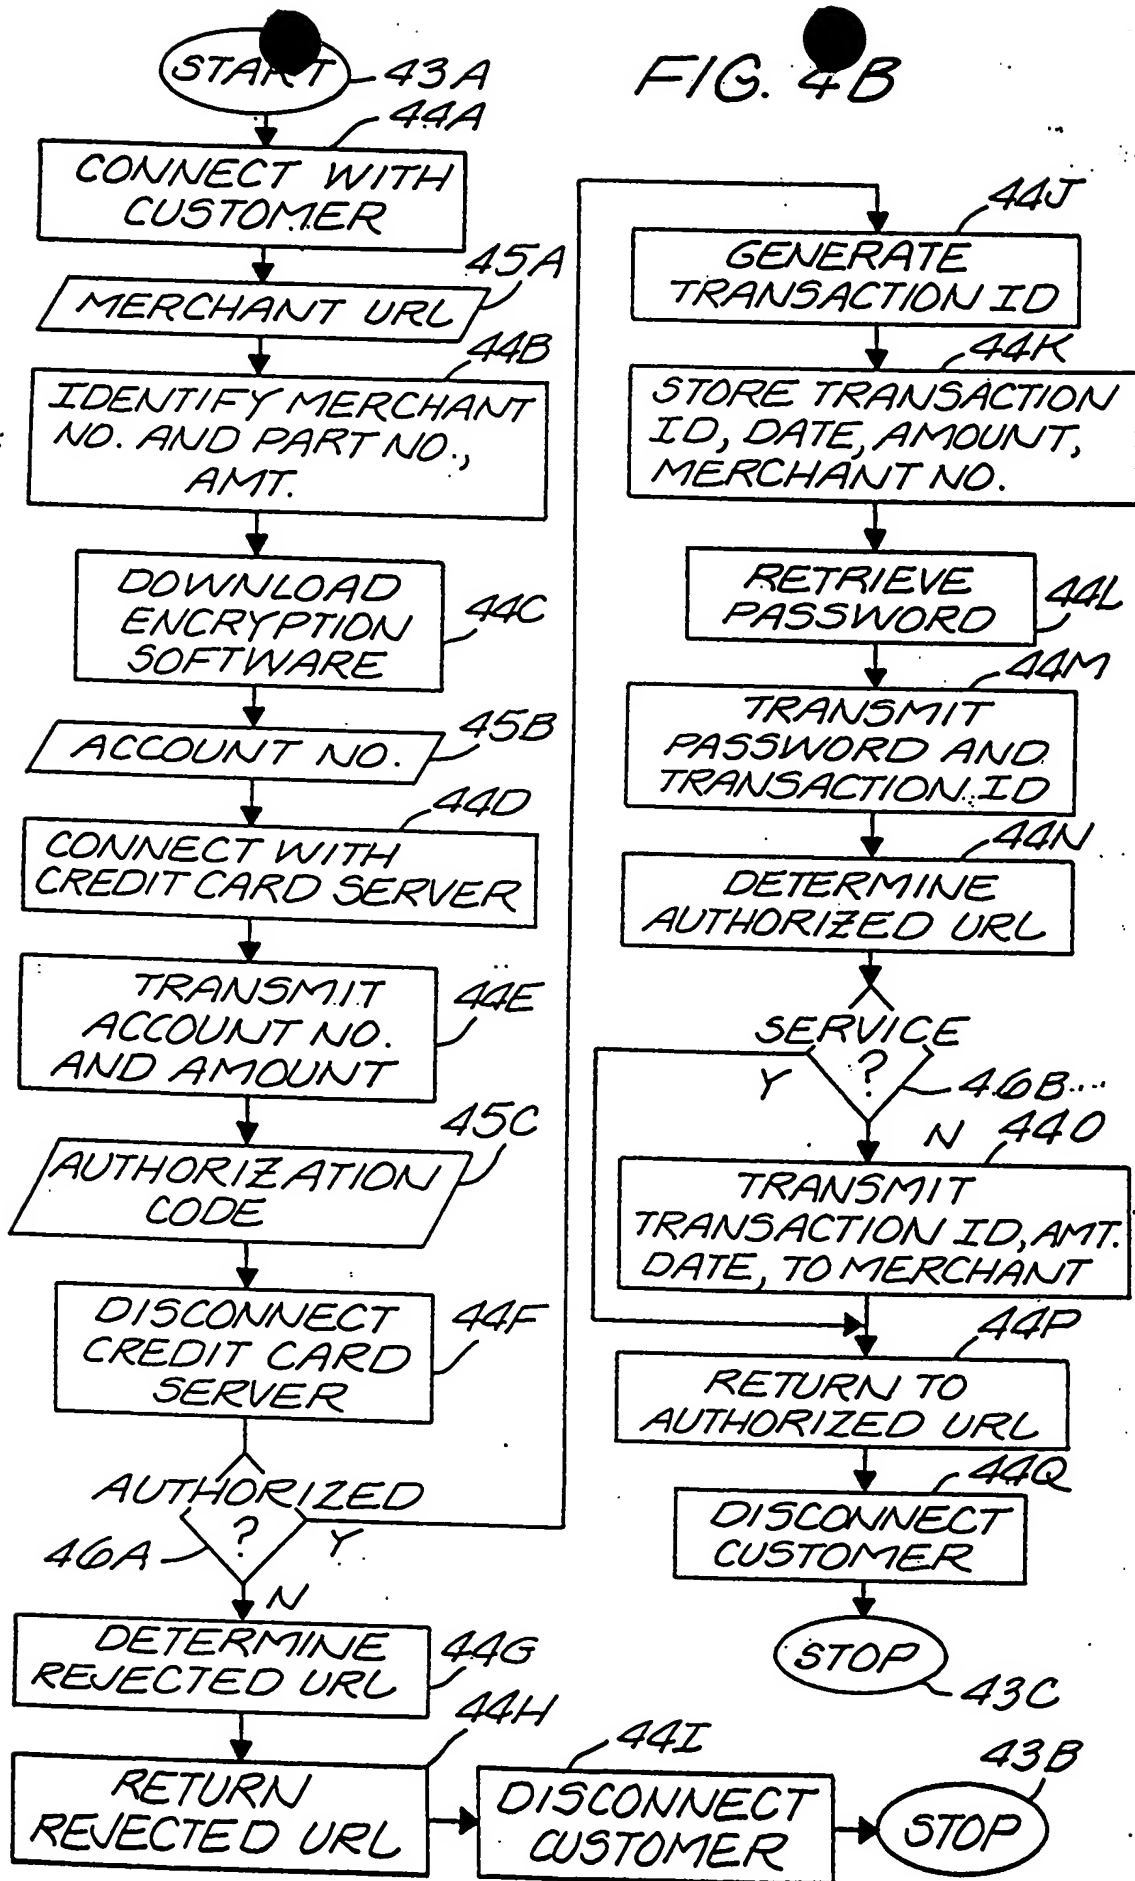 FIG. 4B
START
43A
44A
CONNECT WITH
CUSTOMER
45A
MERCHANT URL
44B
IDENTIFY MERCHANT
NO. AND PART NO.,
AMT.
DOWNLOAD
ENCRYPTION
SOFTWARE
44C
45B
ACCOUNT NO.
44D
CONNECT WITH
CREDIT CARD SERVER
TRANSMIT
ACCOUNT NO.
AND AMOUNT
44E
45C
AUTHORIZATION
CODE
DISCONNECT
CREDIT CARD
SERVER
44F
AUTHORIZED
?
46A
Y
N
DETERMINE
REJECTED URL
44G
44H
RETURN
REJECTED URL
44I
DISCONNECT
CUSTOMER
43B
STOP
44J
GENERATE
TRANSACTION ID
44K
STORE TRANSACTION
ID, DATE, AMOUNT,
MERCHANT NO.
RETRIEVE
PASSWORD
44L
44M
TRANSMIT
PASSWORD AND
TRANSACTION ID
44N
DETERMINE
AUTHORIZED URL
SERVICE
?
Y
46B
N
44O
TRANSMIT
TRANSACTION ID, AMT.
DATE, TO MERCHANT
44P
RETURN TO
AUTHORIZED URL
44Q
DISCONNECT
CUSTOMER
STOP
43C